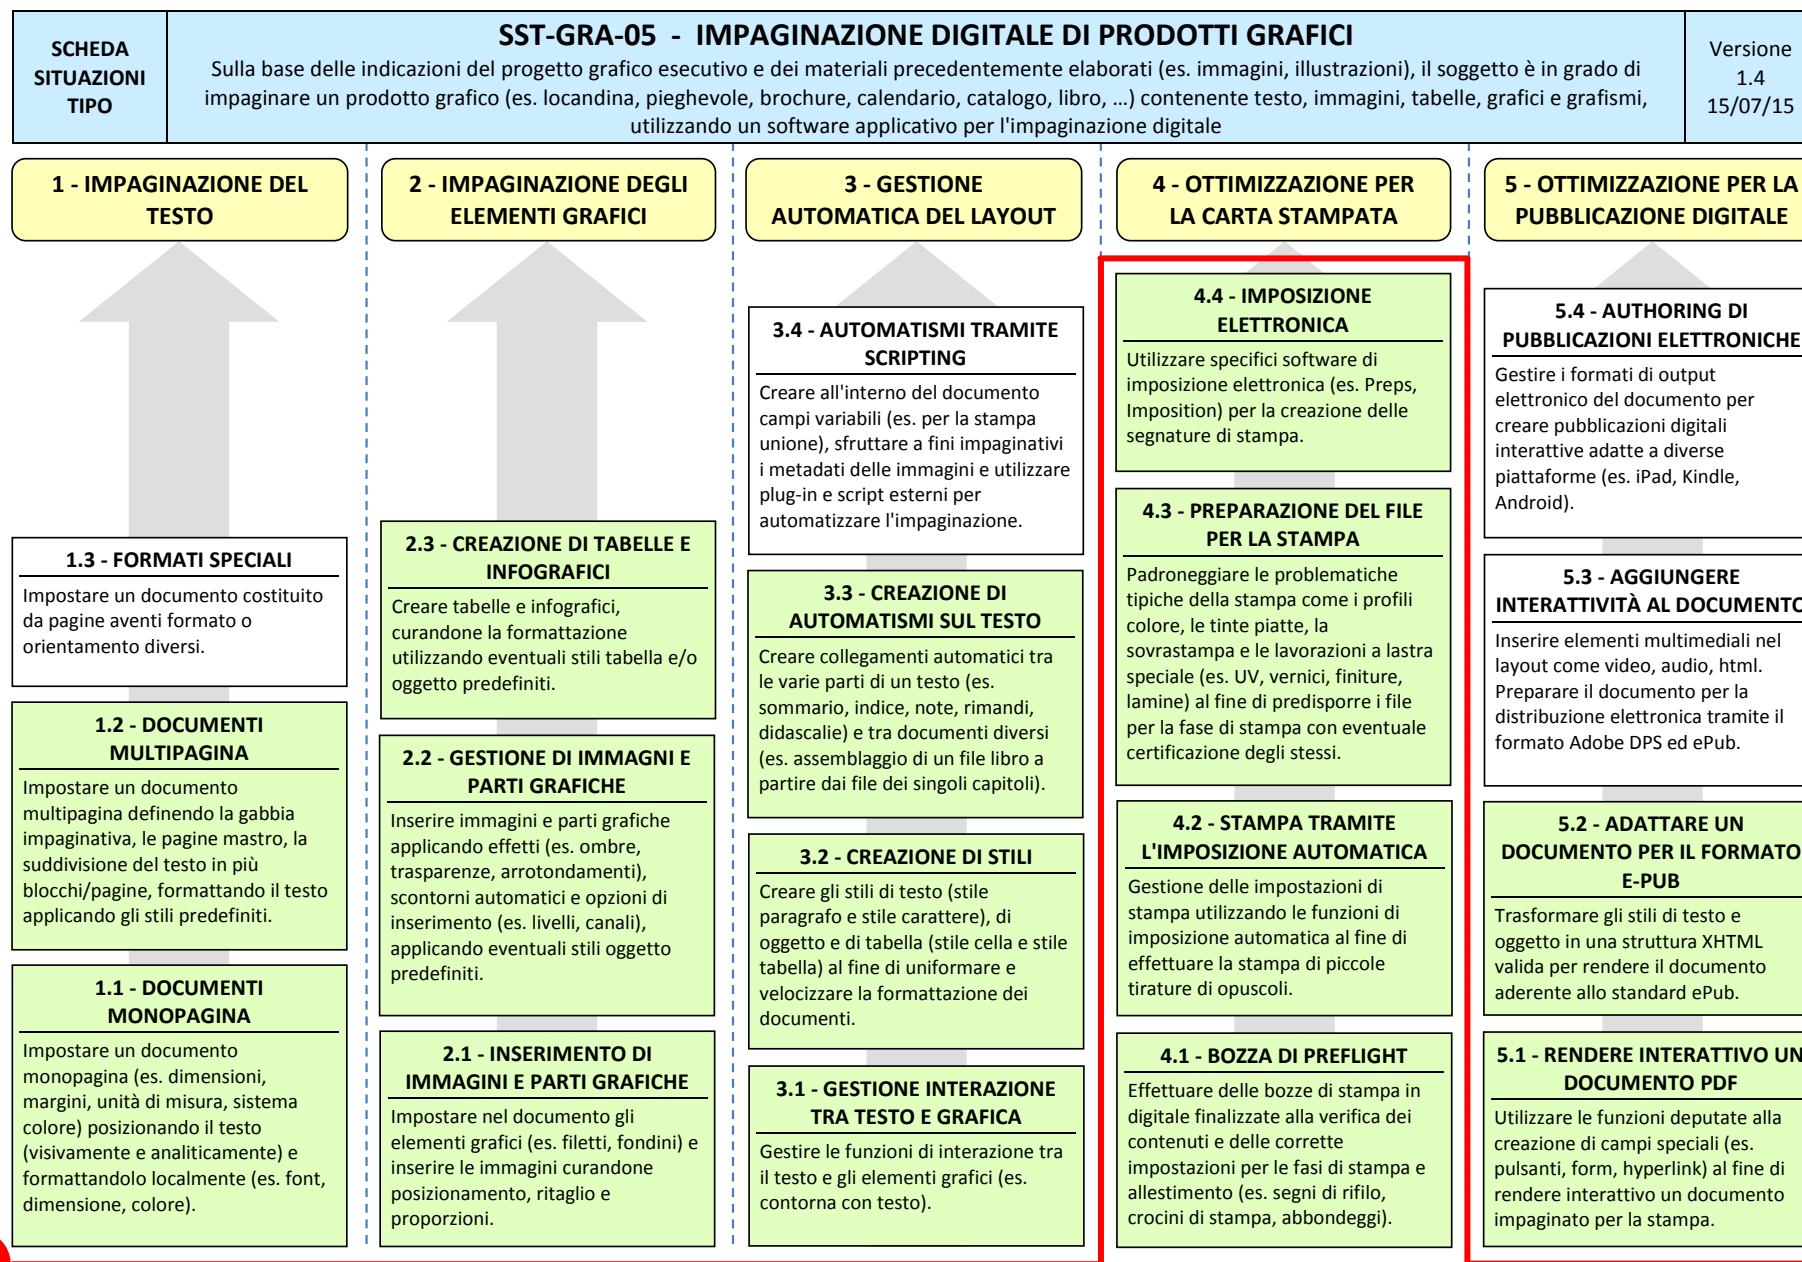 SCHEDA
SITUAZIONI
TIPO
SST-GRA-05 - IMPAGINAZIONE DIGITALE DI PRODOTTI GRAFICI
Sulla base delle indicazioni del progetto grafico esecutivo e dei materiali precedentemente elaborati (es. immagini, illustrazioni), il soggetto è in grado di
impaginare un prodotto grafico (es. locandina, pieghevole, brochure, calendario, catalogo, libro, ...) contenente testo, immagini, tabelle, grafici e grafismi,
utilizzando un software applicativo per l'impaginazione digitale
Versione
1.4
15/07/15
1 - IMPAGINAZIONE DEL
TESTO
1.3 - FORMATI SPECIALI
Impostare un documento costituito
da pagine aventi formato o
orientamento diversi.
1.2 - DOCUMENTI
MULTIPAGINA
Impostare un documento
multipagina definendo la gabbia
impaginativa, le pagine mastro, la
suddivisione del testo in più
blocchi/pagine, formattando il testo
applicando gli stili predefiniti.
1.1 - DOCUMENTI
MONOPAGINA
Impostare un documento
monopagina (es. dimensioni,
margini, unità di misura, sistema
colore) posizionando il testo
(visivamente e analiticamente) e
formattandolo localmente (es. font,
dimensione, colore).
2 - IMPAGINAZIONE DEGLI
ELEMENTI GRAFICI
2.3 - CREAZIONE DI TABELLE E
INFOGRAFICI
Creare tabelle e infografici,
curandone la formattazione
utilizzando eventuali stili tabella e/o
oggetto predefiniti.
2.2 - GESTIONE DI IMMAGNI E
PARTI GRAFICHE
Inserire immagini e parti grafiche
applicando effetti (es. ombre,
trasparenze, arrotondamenti),
scontorni automatici e opzioni di
inserimento (es. livelli, canali),
applicando eventuali stili oggetto
predefiniti.
2.1 - INSERIMENTO DI
IMMAGINI E PARTI GRAFICHE
Impostare nel documento gli
elementi grafici (es. filetti, fondini) e
inserire le immagini curandone
posizionamento, ritaglio e
proporzioni.
3 - GESTIONE
AUTOMATICA DEL LAYOUT
3.4 - AUTOMATISMI TRAMITE
SCRIPTING
Creare all'interno del documento
campi variabili (es. per la stampa
unione), sfruttare a fini impaginativi
i metadati delle immagini e utilizzare
plug-in e script esterni per
automatizzare l'impaginazione.
3.3 - CREAZIONE DI
AUTOMATISMI SUL TESTO
Creare collegamenti automatici tra
le varie parti di un testo (es.
sommario, indice, note, rimandi,
didascalie) e tra documenti diversi
(es. assemblaggio di un file libro a
partire dai file dei singoli capitoli).
3.2 - CREAZIONE DI STILI
Creare gli stili di testo (stile
paragrafo e stile carattere), di
oggetto e di tabella (stile cella e stile
tabella) al fine di uniformare e
velocizzare la formattazione dei
documenti.
3.1 - GESTIONE INTERAZIONE
TRA TESTO E GRAFICA
Gestire le funzioni di interazione tra
il testo e gli elementi grafici (es.
contorna con testo).
4 - OTTIMIZZAZIONE PER
LA CARTA STAMPATA
4.4 - IMPOSIZIONE
ELETTRONICA
Utilizzare specifici software di
imposizione elettronica (es. Preps,
Imposition) per la creazione delle
segnature di stampa.
4.3 - PREPARAZIONE DEL FILE
PER LA STAMPA
Padroneggiare le problematiche
tipiche della stampa come i profili
colore, le tinte piatte, la
sovrastampa e le lavorazioni a lastra
speciale (es. UV, vernici, finiture,
lamine) al fine di predisporre i file
per la fase di stampa con eventuale
certificazione degli stessi.
4.2 - STAMPA TRAMITE
L'IMPOSIZIONE AUTOMATICA
Gestione delle impostazioni di
stampa utilizzando le funzioni di
imposizione automatica al fine di
effettuare la stampa di piccole
tirature di opuscoli.
4.1 - BOZZA DI PREFLIGHT
Effettuare delle bozze di stampa in
digitale finalizzate alla verifica dei
contenuti e delle corrette
impostazioni per le fasi di stampa e
allestimento (es. segni di rifilo,
crocini di stampa, abbondeggi).
5 - OTTIMIZZAZIONE PER LA
PUBBLICAZIONE DIGITALE
5.4 - AUTHORING DI
PUBBLICAZIONI ELETTRONICHE
Gestire i formati di output
elettronico del documento per
creare pubblicazioni digitali
interattive adatte a diverse
piattaforme (es. iPad, Kindle,
Android).
5.3 - AGGIUNGERE
INTERATTIVITÀ AL DOCUMENTO
Inserire elementi multimediali nel
layout come video, audio, html.
Preparare il documento per la
distribuzione elettronica tramite il
formato Adobe DPS ed ePub.
5.2 - ADATTARE UN
DOCUMENTO PER IL FORMATO
E-PUB
Trasformare gli stili di testo e
oggetto in una struttura XHTML
valida per rendere il documento
aderente allo standard ePub.
5.1 - RENDERE INTERATTIVO UN
DOCUMENTO PDF
Utilizzare le funzioni deputate alla
creazione di campi speciali (es.
pulsanti, form, hyperlink) al fine di
rendere interattivo un documento
impaginato per la stampa.